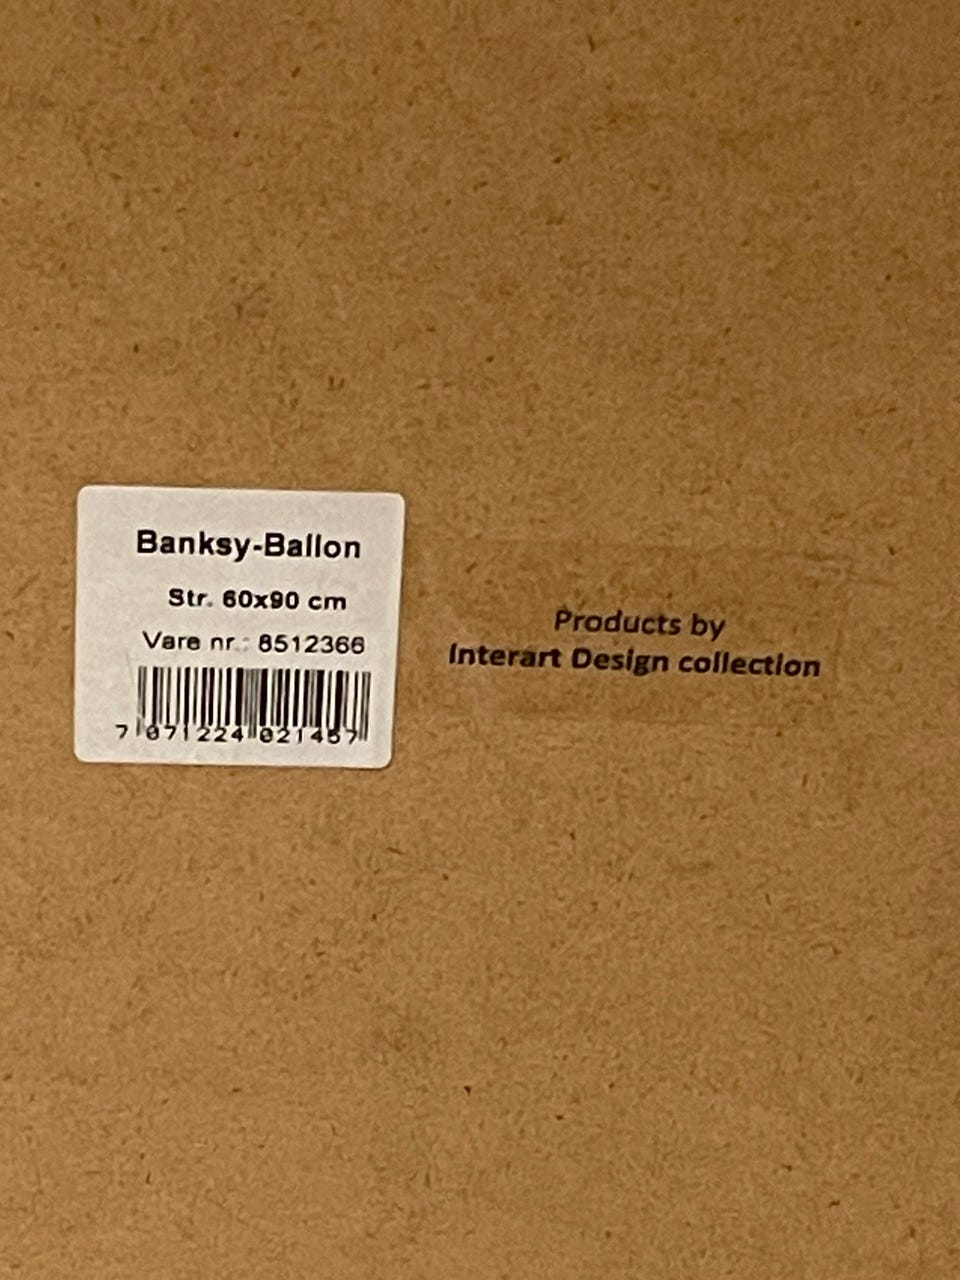 Banksy-Ballon
Str. 60x90 cm
Vare nr.: 8512366
7 071224 021457
Products by
Interart Design collection